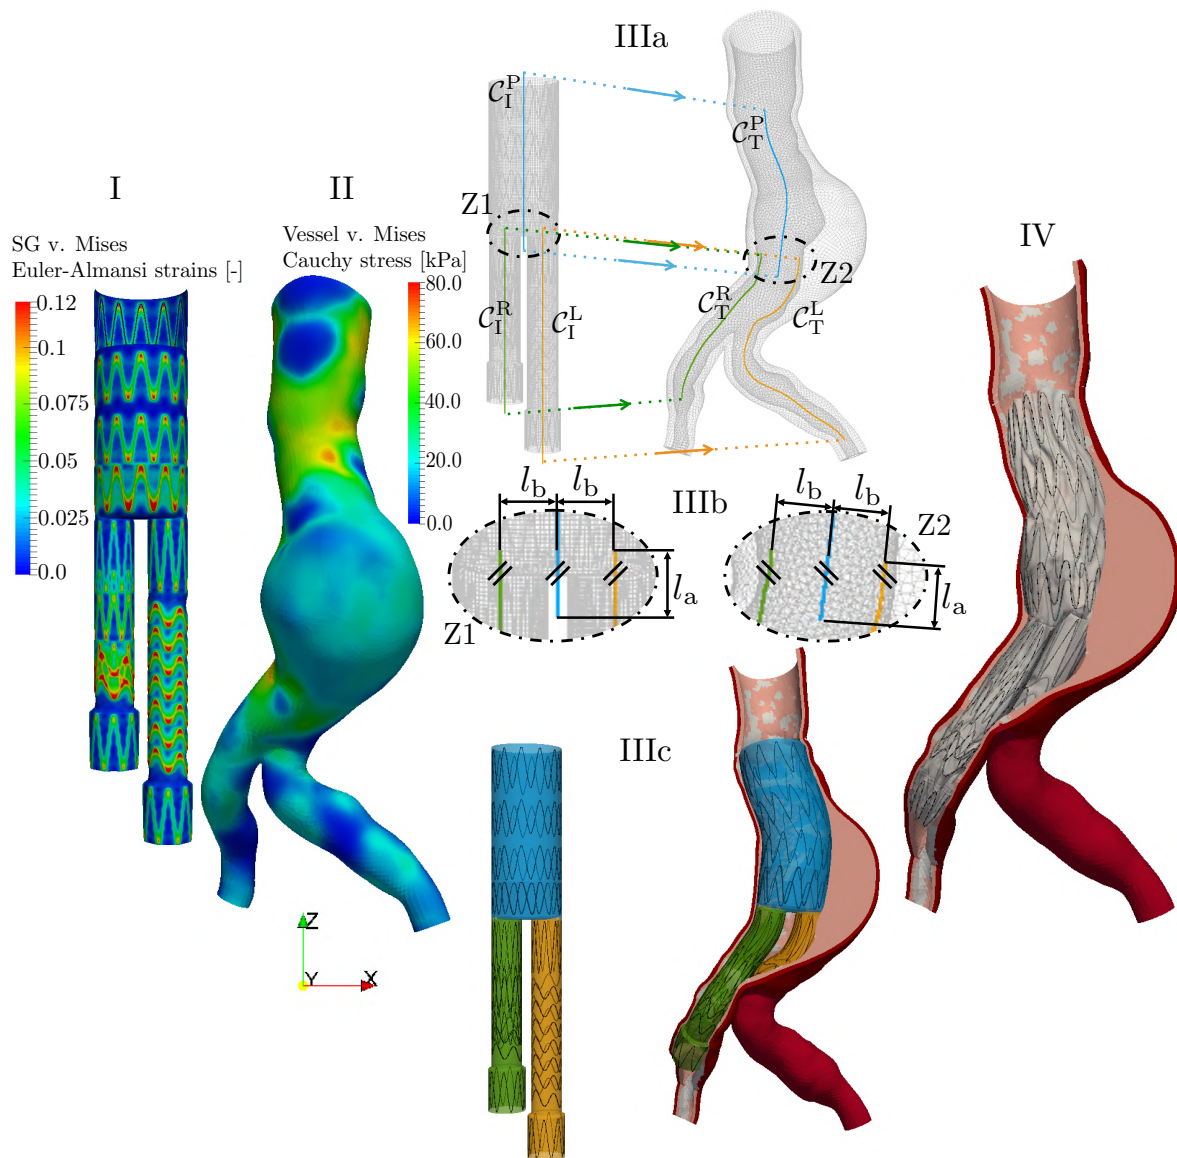 I
II
IIIa
IV
SG v. Mises
Euler-Almansi strains [-]
0.12
0.1
0.075
0.05
0.025
0.0
Vessel v. Mises
Cauchy stress [kPa]
80.0
60.0
40.0
20.0
0.0
𝒞_I^P
𝒞_T^P
Z1
Z2
𝒞_I^R
𝒞_I^L
𝒞_T^R
𝒞_T^L
IIIb
l_b
l_b
l_a
Z1
l_b
l_b
Z2
l_a
IIIc
Z
Y
X